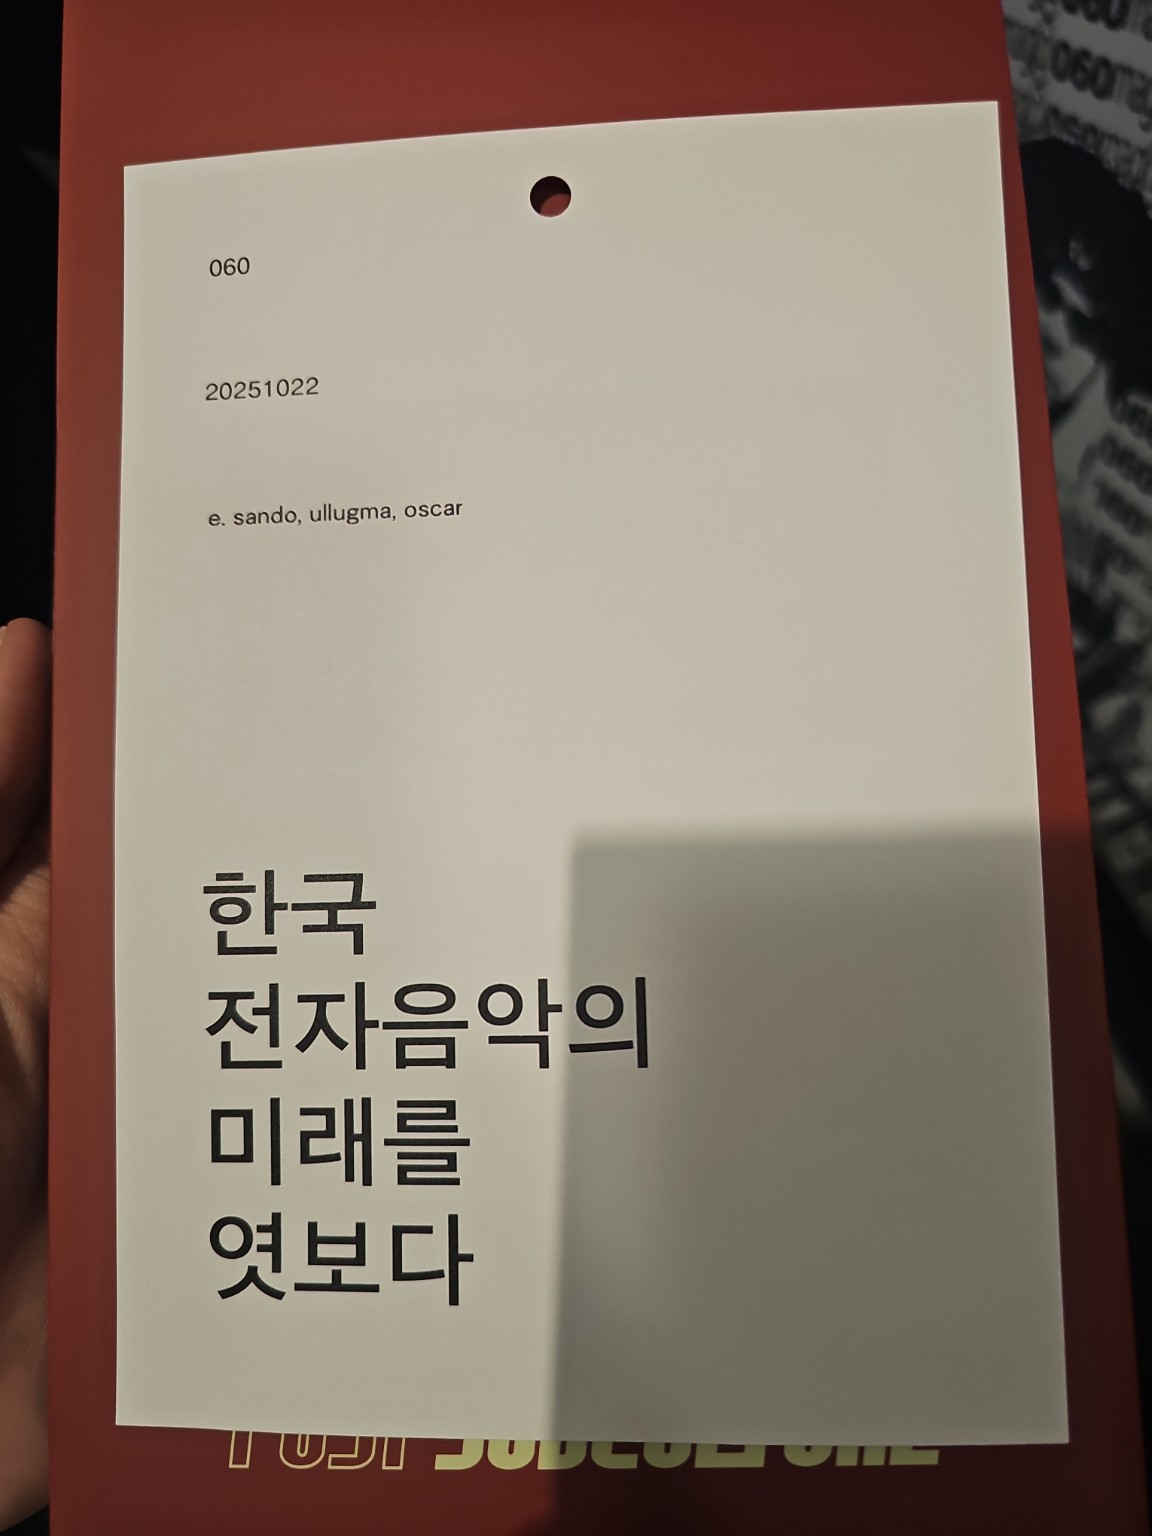 060
20251022
e. sando, ullugma, oscar
한국
전자음악의
미래를
엿보다